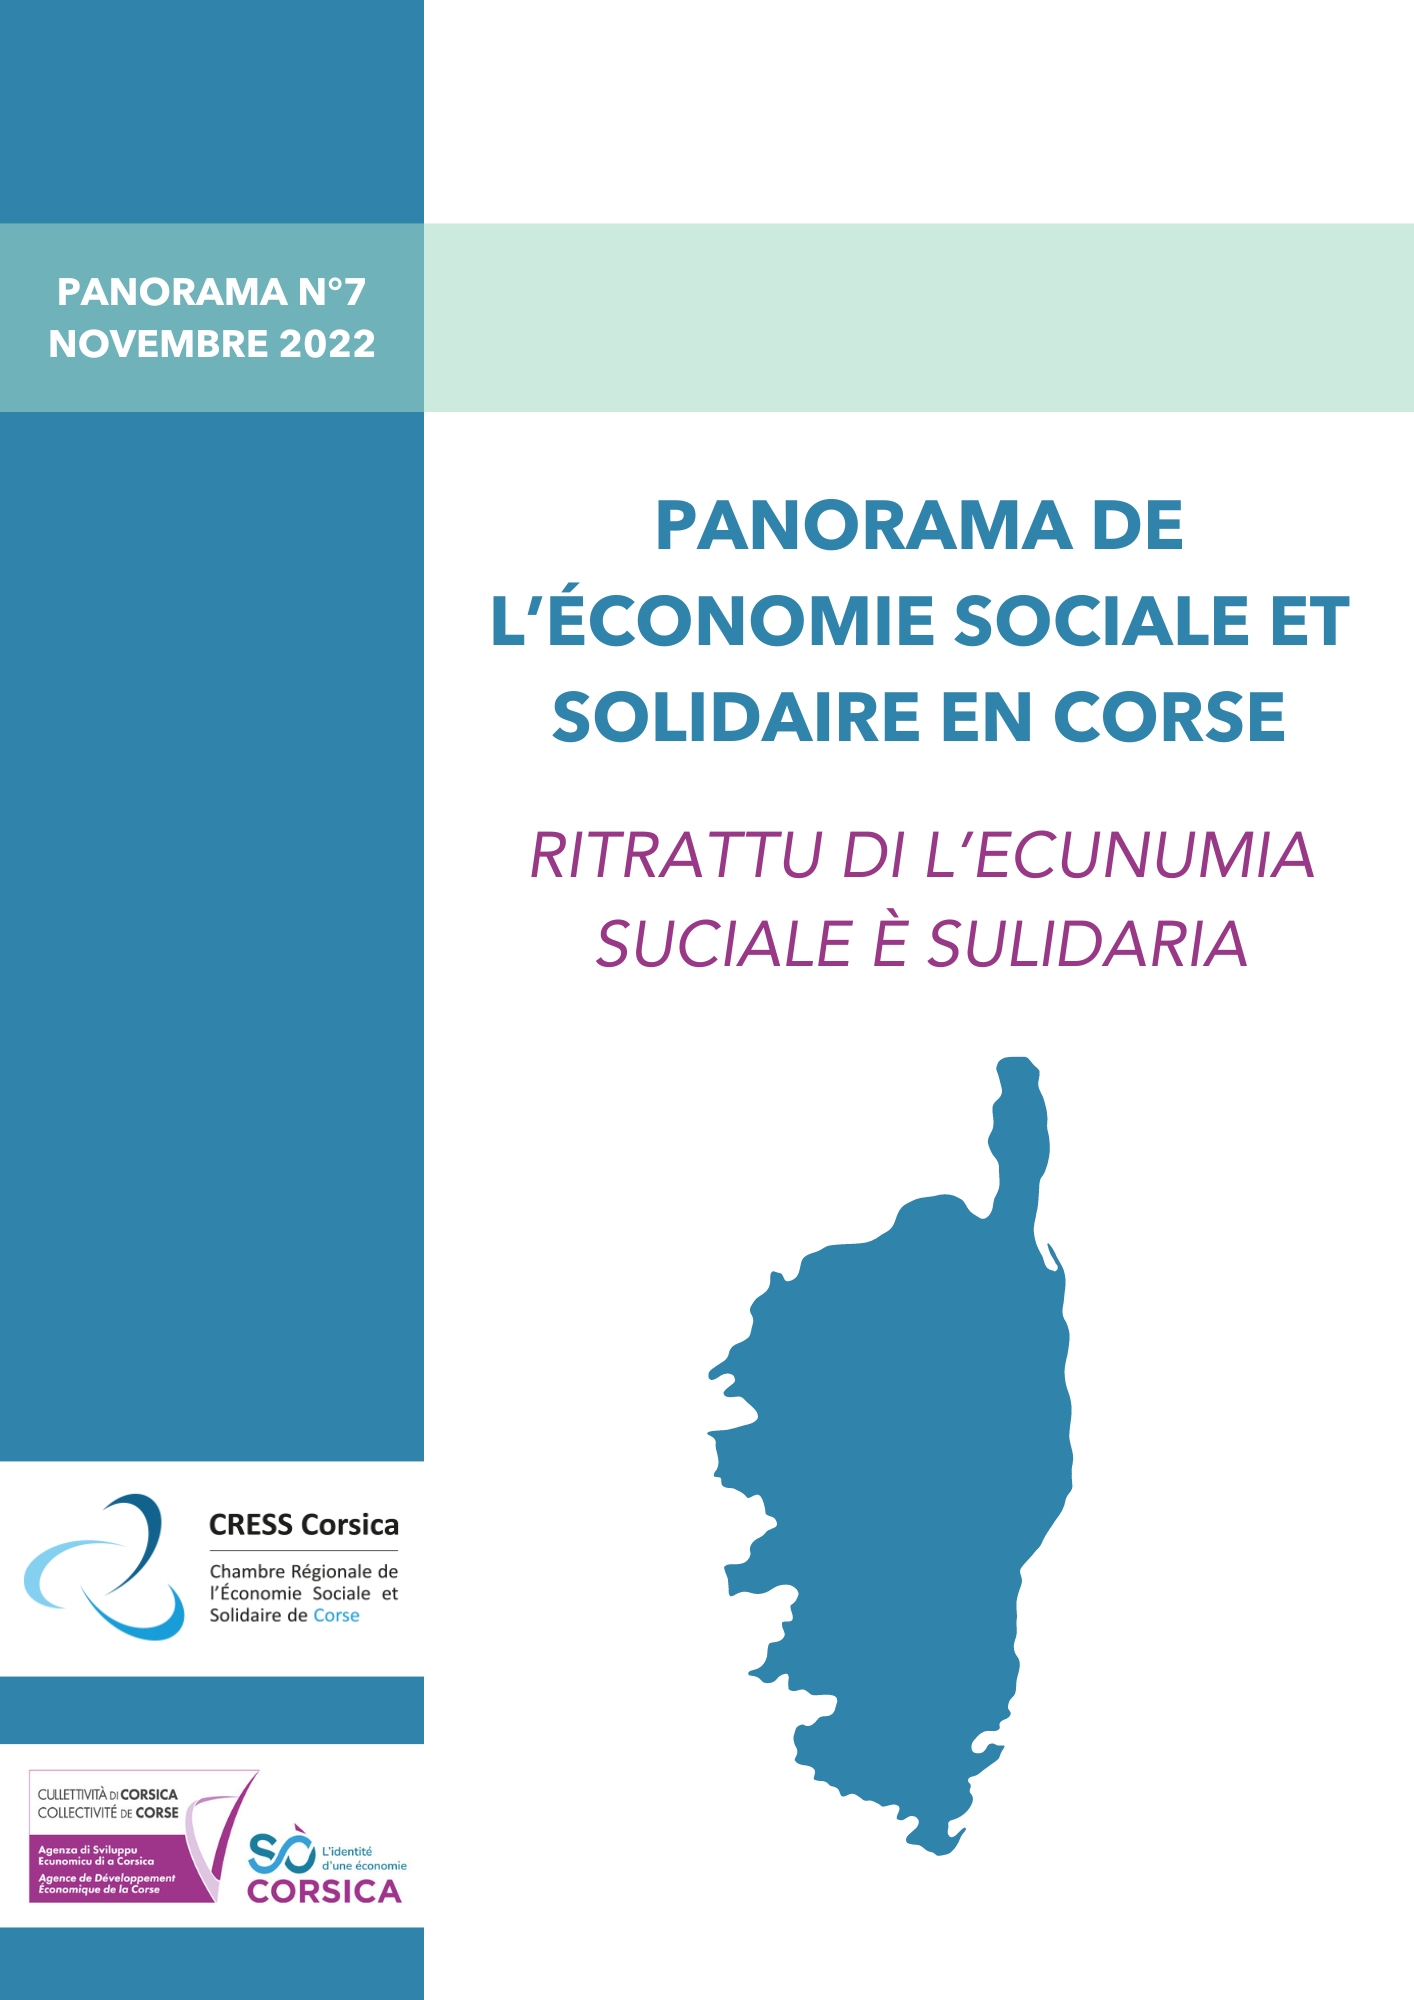 PANORAMA N°7
NOVEMBRE 2022
PANORAMA DE
L’ÉCONOMIE SOCIALE ET
SOLIDAIRE EN CORSE
RITRATTU DI L’ECUNUMIA
SUCIALE È SULIDARIA
CRESS Corsica
Chambre Régionale de
l’Économie Sociale et
Solidaire de Corse
CULLETTIVITÀ DI CORSICA
COLLECTIVITÉ DE CORSE
Agenza di Sviluppu
Ecunomicu di a Corsica
Agence de Développement
Économique de la Corse
SÒ
L’identité
d’une économie
CORSICA